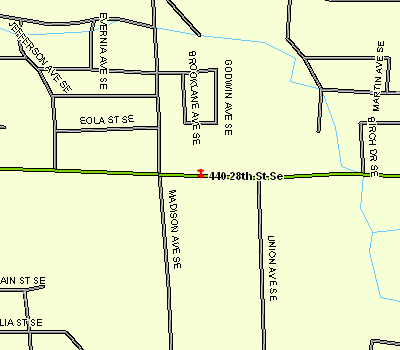 JEFFERSON AVE SE
EVERNIA AVE SE
BROOKLANE AVE SE
GODWIN AVE SE
MARTIN AVE
EOLA ST SE
BIRCH DR SE
440 28th St Se
MADISON AVE SE
UNION AVE SE
AIN ST SE
LIA ST SE